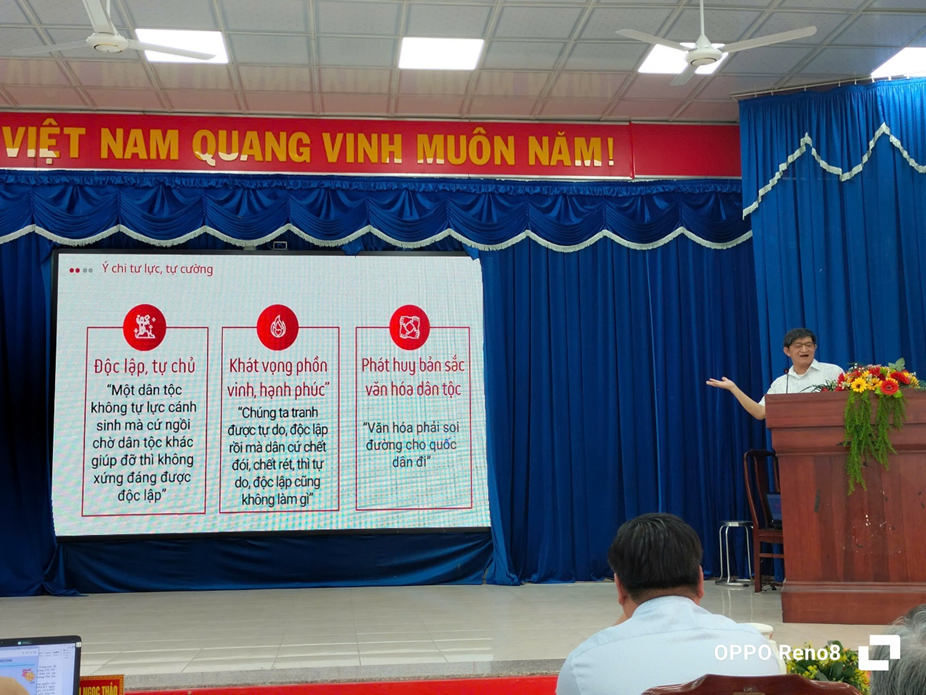 VIỆT NAM QUANG VINH MUÔN NĂM!
Ý chí tự lực, tự cường
Độc lập, tự chủ
“Một dân tộc
không tự lực cánh
sinh mà cứ ngồi
chờ dân tộc khác
giúp đỡ thì không
xứng đáng được
độc lập”
Khát vọng phồn
vinh, hạnh phúc”
“Chúng ta tranh
được tự do, độc lập
rồi mà dân cứ chết
đói, chết rét, thì tự
do, độc lập cũng
không làm gì”
Phát huy bản sắc
văn hóa dân tộc
“Văn hóa phải soi
đường cho quốc
dân đi”
NGỌC THẢO
OPPO Reno8